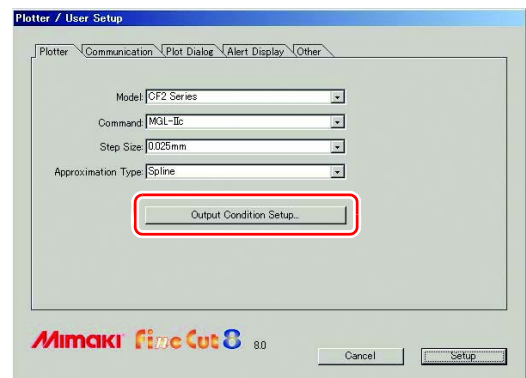 Plotter / User Setup
Plotter Communication Plot Dialog Alert Display Other
Model: CF2 Series
Command: MGL-IIc
Step Size: 0.025mm
Approximation Type: Spline
Output Condition Setup...
Mimaki FineCut 8 8.0
Cancel Setup